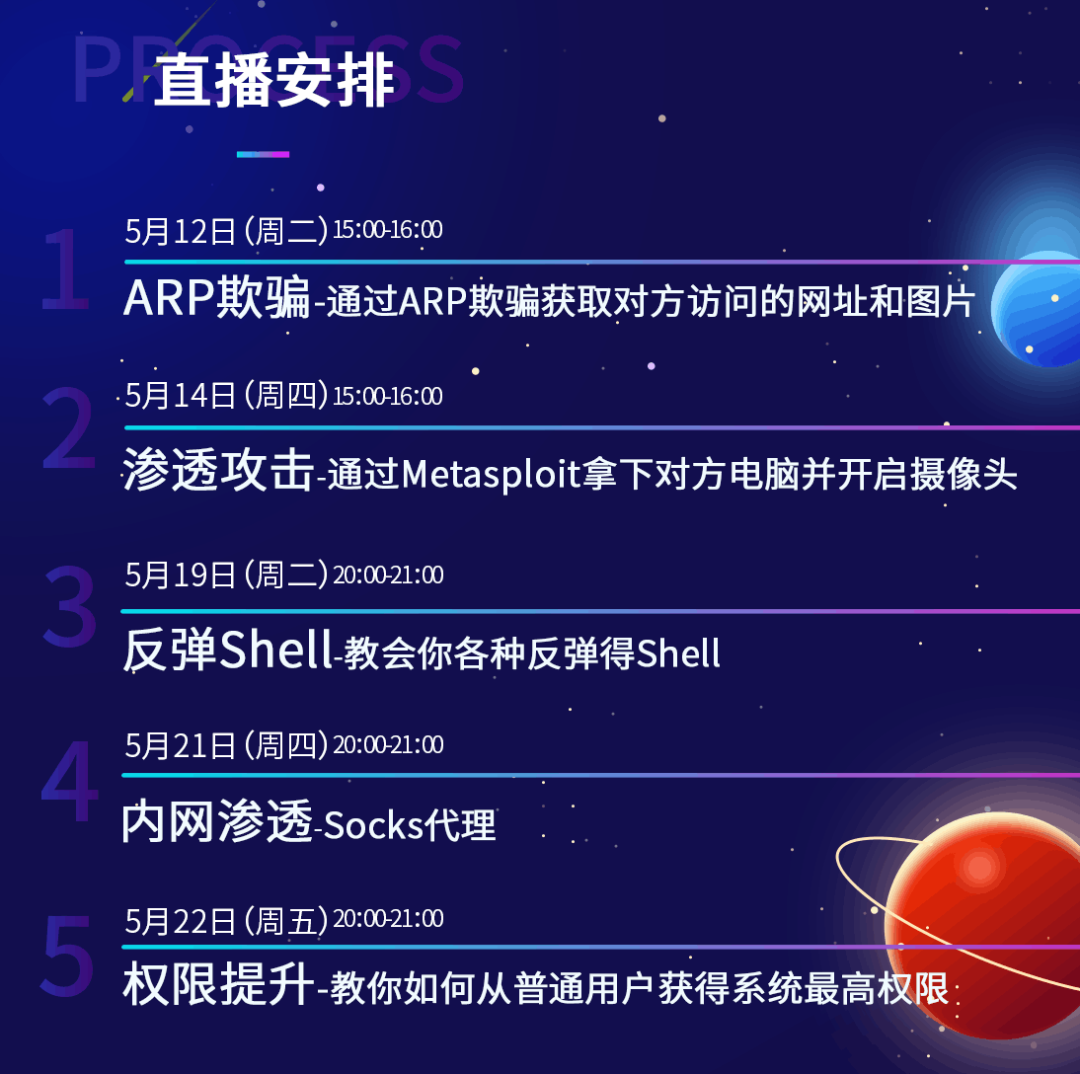 PROCESS
直播安排
1
5月12日(周二)15:00-16:00
ARP欺骗-通过ARP欺骗获取对方访问的网址和图片
2
5月14日(周四)15:00-16:00
渗透攻击-通过Metasploit拿下对方电脑并开启摄像头
3
5月19日(周二)20:00-21:00
反弹Shell-教会你各种反弹得Shell
4
5月21日(周四)20:00-21:00
内网渗透-Socks代理
5
5月22日(周五)20:00-21:00
权限提升-教你如何从普通用户获得系统最高权限